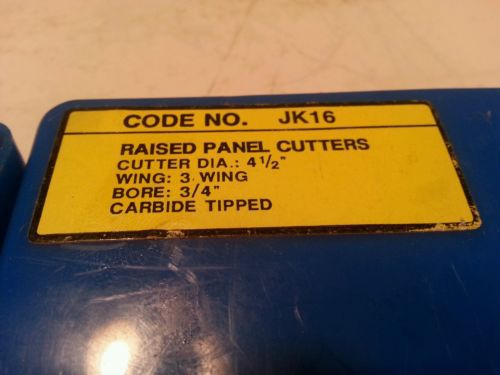 CODE NO. JK16
RAISED PANEL CUTTERS
CUTTER DIA.: 4 1/2"
WING: 3 WING
BORE: 3/4"
CARBIDE TIPPED